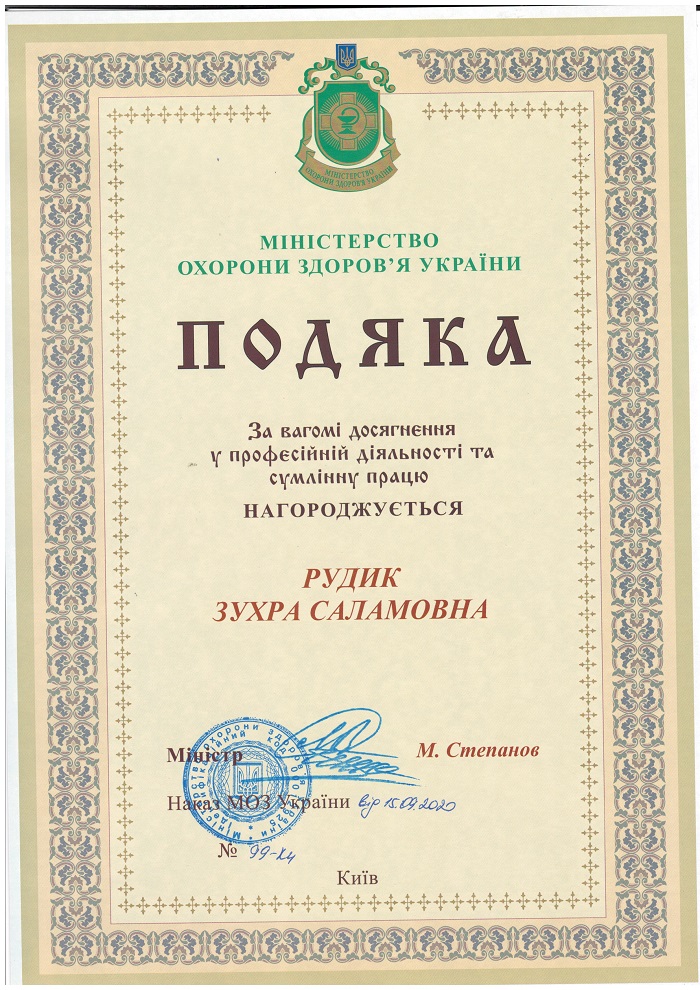 МІНІСТЕРСТВО
ОХОРОНИ ЗДОРОВ'Я УКРАЇНИ
МІНІСТЕРСТВО
ОХОРОНИ ЗДОРОВ’Я УКРАЇНИ
ПОДЯКА
За вагомі досягнення
у професійній діяльності та
сумлінну працю
НАГОРОДЖУЄТЬСЯ
РУДИК
ЗУХРА САЛАМОВНА
Міністр
М. Степанов
Наказ МОЗ України від 15.09.2020
№ 99-к4
Київ